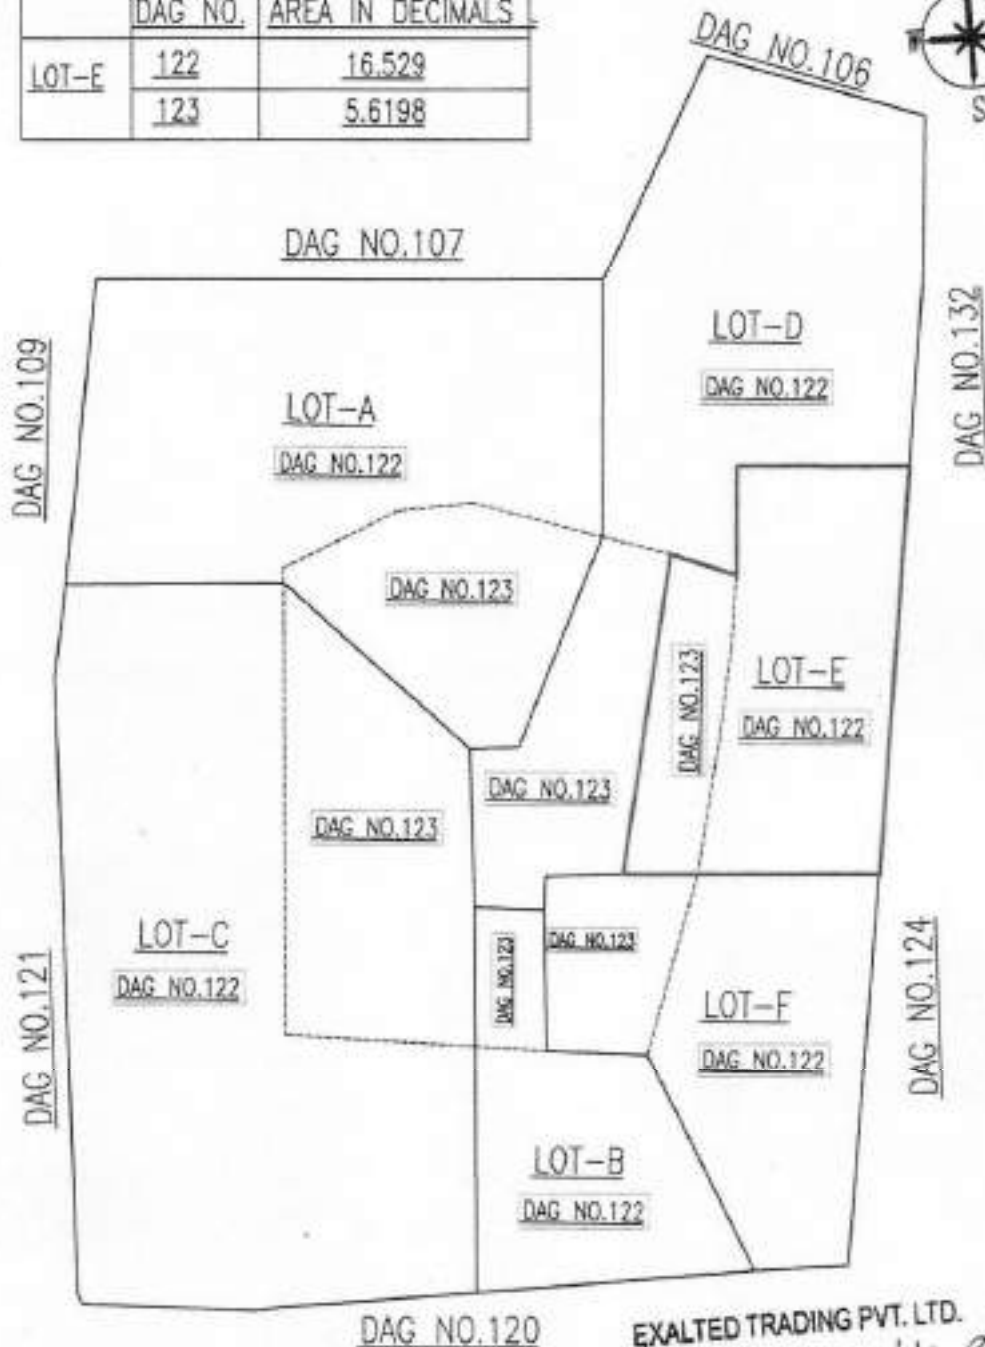 DAG NO. AREA IN DECIMALS
LOT-E 122 16.529
123 5.6198
DAG NO.106
S
DAG NO.107
DAG NO.109
DAG NO.132
LOT-D
DAG NO.122
LOT-A
DAG NO.122
DAG NO.123
DAG NO.123
LOT-E
DAG NO.122
DAG NO.123
DAG NO.123
LOT-C
DAG NO.122
DAG NO.123
DAG NO.123
DAG NO.121
DAG NO.124
LOT-F
DAG NO.122
LOT-B
DAG NO.122
DAG NO.120
EXALTED TRADING PVT. LTD.